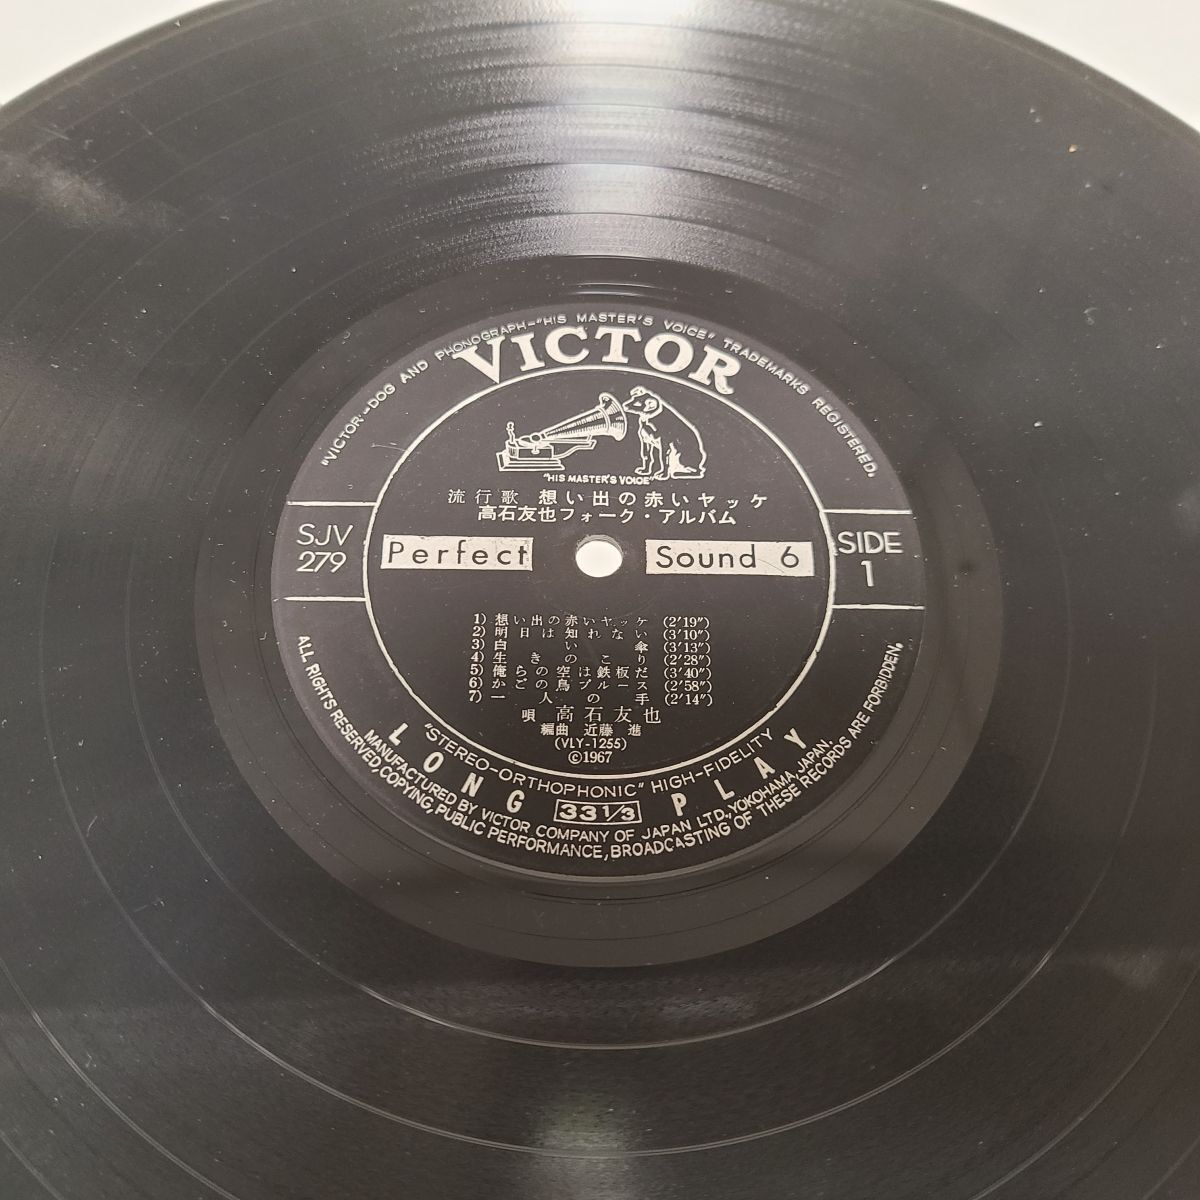 "VICTOR"-DOG AND PHONOGRAPH-"HIS MASTER'S VOICE" TRADEMARKS REGISTERED.
VICTOR
"HIS MASTER'S VOICE"
流行歌 想い出の赤いヤッケ
高石友也フォーク・アルバム
SJV
279
Perfect Sound 6
SIDE
1
1) 想い出の赤いヤッケ (2'19")
2) 明日は知れない (3'10")
3) 白い傘 (3'13")
4) 生きのこり (2'28")
5) 俺らの空は鉄板だ (3'40")
6) かごの鳥ブルース (2'58")
7) 一人の手 (2'14")
唄 高石友也
編曲 近藤 進
(VLY-1255)
©1967
"STEREO-ORTHOPHONIC" HIGH-FIDELITY
LONG 33 1/3 PLAY
MANUFACTURED BY VICTOR COMPANY OF JAPAN LTD., YOKOHAMA, JAPAN.
ALL RIGHTS RESERVED, COPYING, PUBLIC PERFORMANCE, BROADCASTING OF THESE RECORDS ARE FORBIDDEN.